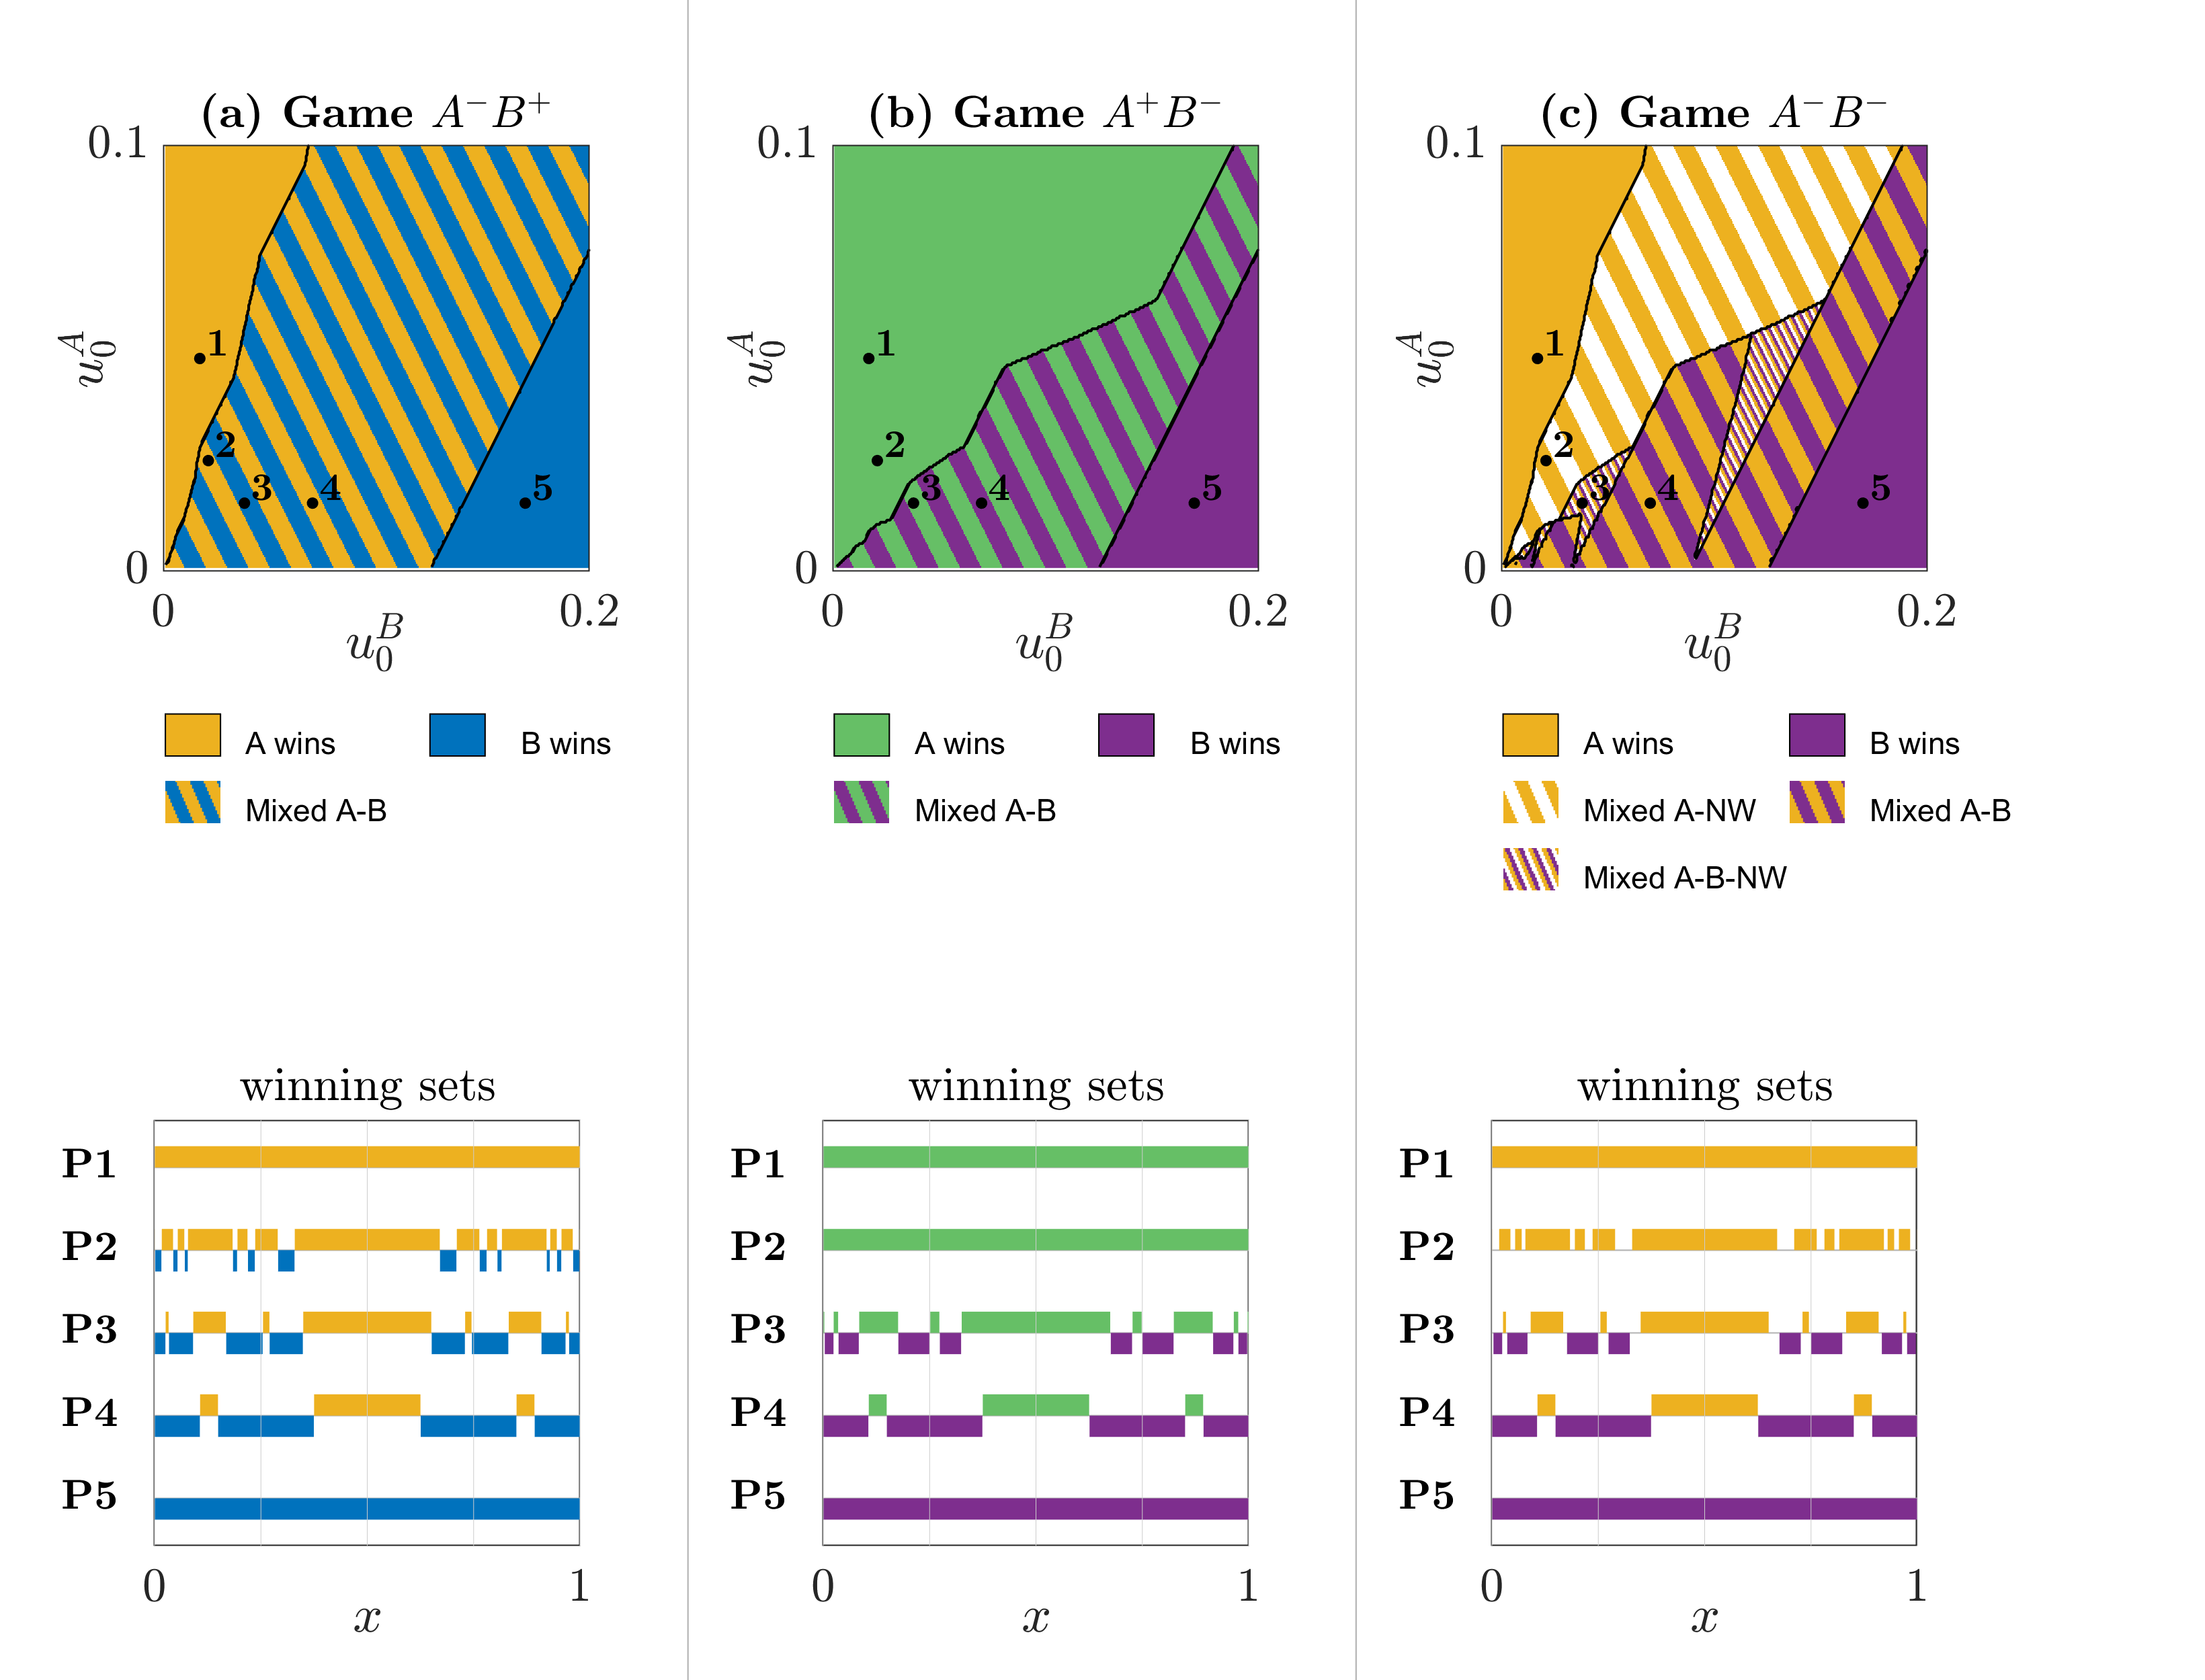 (a) Game A⁻B⁺
0.1
u₀ᴬ
1
2
3
4
5
0
0
0.2
u₀ᴮ
A wins
B wins
Mixed A-B
winning sets
P1
P2
P3
P4
P5
0
1
x
(b) Game A⁺B⁻
0.1
u₀ᴬ
1
2
3
4
5
0
0
0.2
u₀ᴮ
A wins
B wins
Mixed A-B
winning sets
P1
P2
P3
P4
P5
0
1
x
(c) Game A⁻B⁻
0.1
u₀ᴬ
1
2
3
4
5
0
0
0.2
u₀ᴮ
A wins
B wins
Mixed A-NW
Mixed A-B
Mixed A-B-NW
winning sets
P1
P2
P3
P4
P5
0
1
x